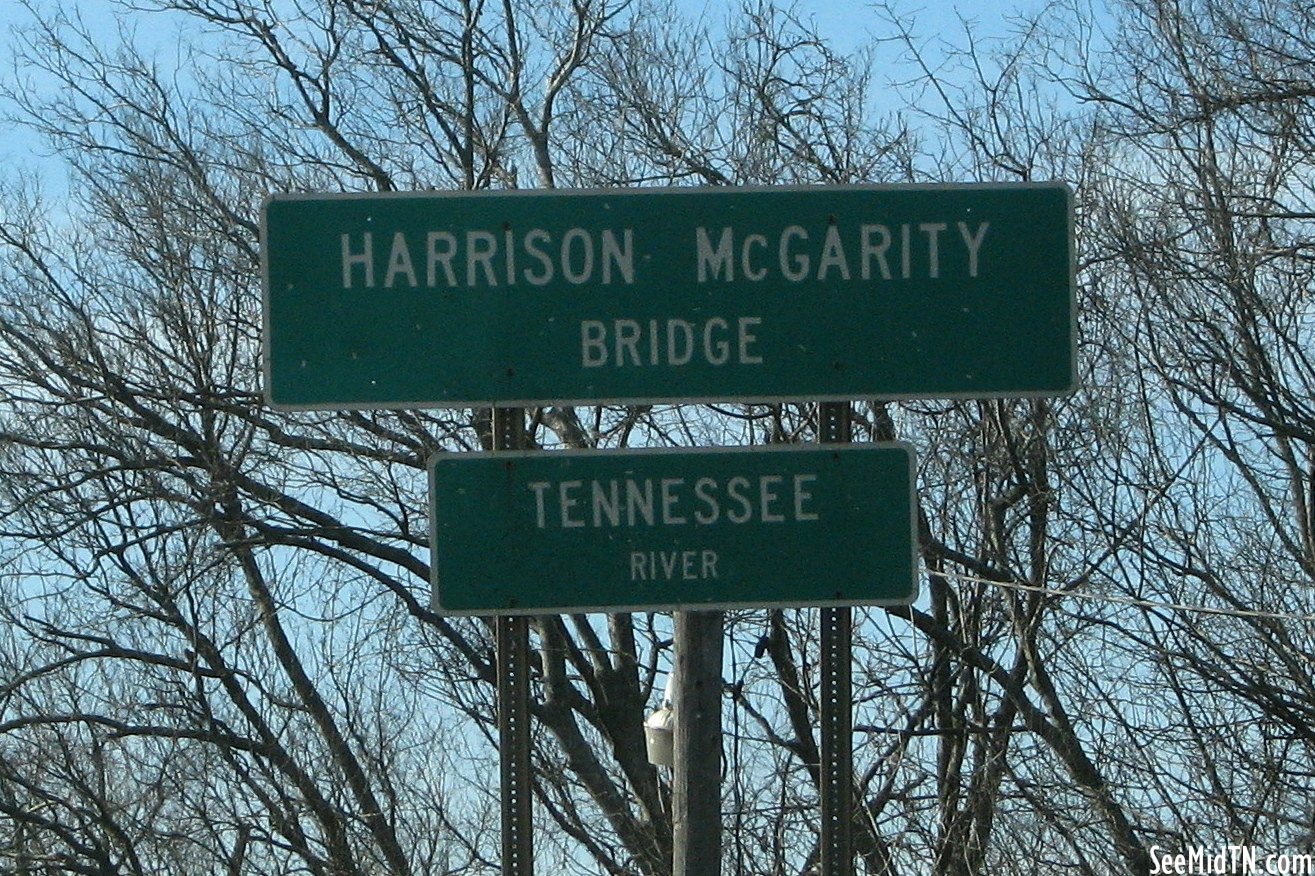 HARRISON McGARITY
BRIDGE
TENNESSEE
RIVER
SeeMidTN.com